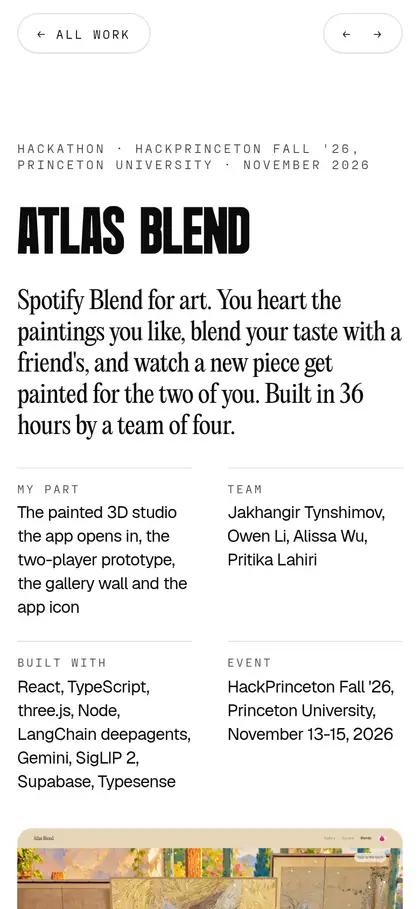 ← ALL WORK
← →
HACKATHON · HACKPRINCETON FALL '26,
PRINCETON UNIVERSITY · NOVEMBER 2026
ATLAS BLEND
Spotify Blend for art. You heart the
paintings you like, blend your taste with a
friend's, and watch a new piece get
painted for the two of you. Built in 36
hours by a team of four.
MY PART
The painted 3D studio
the app opens in, the
two-player prototype,
the gallery wall and the
app icon
TEAM
Jakhangir Tynshimov,
Owen Li, Alissa Wu,
Pritika Lahiri
BUILT WITH
React, TypeScript,
three.js, Node,
LangChain deepagents,
Gemini, SigLIP 2,
Supabase, Typesense
EVENT
HackPrinceton Fall '26,
Princeton University,
November 13-15, 2026
Atlas Blend